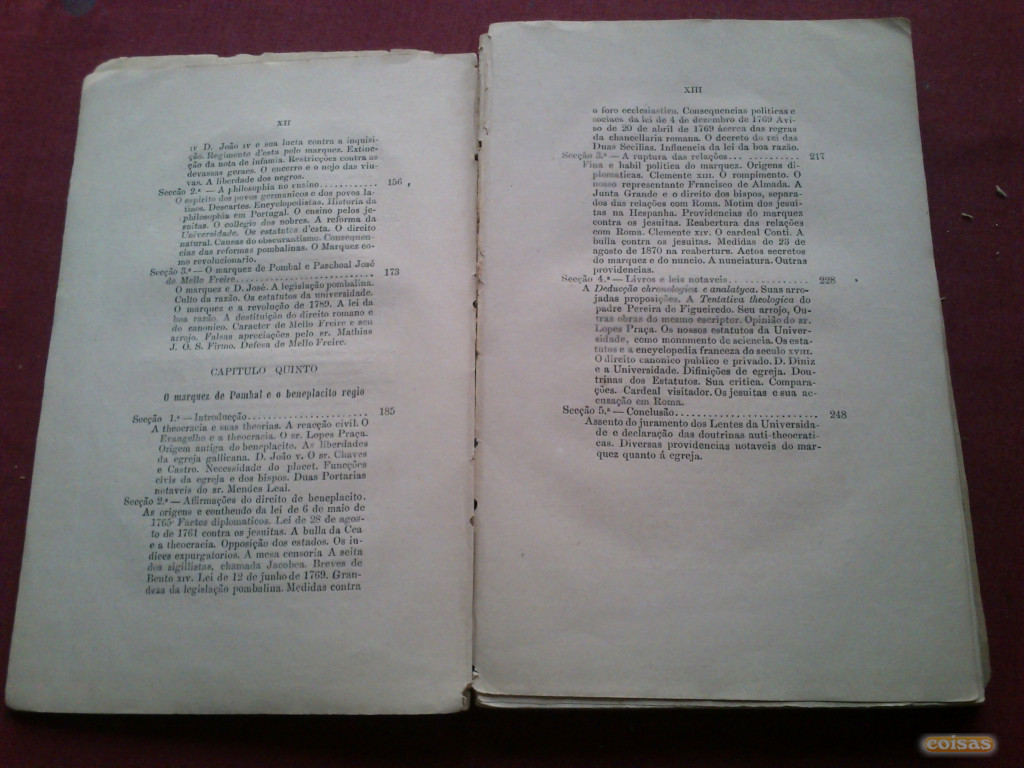 XII
IV D. João IV e sua lucta contra a inquisi-
ção. Regimento d'esta pelo marquez. Extinc-
ção da nota de infamia. Restricções contra as
devassas geraes. O encerro e o nojo das viu-
vas. A liberdade dos negros.
Secção 2.ª — A philosophia no ensino............ 156
O espirito dos povos germanicos e dos povos la-
tinos. Descartes. Encyclopedistas. Historia da
philosophia em Portugal. O ensino pelos je-
suitas. O collegio dos nobres. A reforma da
Universidade. Os estatutos d'esta. O direito
natural. Causas do obscurantismo. Consequen-
cias das reformas pombalinas. O Marquez co-
mo revolucionario.
Secção 3.ª — O marquez de Pombal e Paschoal José
de Mello Freire........................ 173
O marquez e D. José. A legislação pombalina.
Culto da razão. Os estatutos da universidade.
O marquez e a revolução de 1789. A lei da
boa razão. A destituição do direito romano e
do canonico. Caracter de Mello Freire e seu
arrojo. Falsas apreciações pelo sr. Mathias
J. O. S. Firmo. Defesa de Mello Freire.
CAPITULO QUINTO
O marquez de Pombal e o beneplacito regio
Secção 1.ª — Introducção........................ 185
A theocracia e suas theorias. A reacção civil. O
Evangelho e a theocracia. O sr. Lopes Praça.
Origem antiga do beneplacito. As liberdades
da egreja gallicana. D. João V. O sr. Chaves
e Castro. Necessidade do placet. Funcções
civis da egreja e dos bispos. Duas Portarias
notaveis do sr. Mendes Leal.
Secção 2.ª — Affirmações do direito de beneplacito.
As origens e contheudo da lei de 6 de maio de
1765 Factos diplomaticos. Lei de 28 de agos-
to de 1761 contra os jesuitas. A bulla da Cea
e a theocracia. Opposição dos estados. Os in-
dices expurgatorios. A mesa censoria A seita
dos sigillistas, chamada Jacobea. Breves de
Bento XIV. Lei de 12 de junho de 1769. Gran-
deza da legislação pombalina. Medidas contra
XIII
o foro ecclesiastico. Consequencias politicas e
sociaes da lei de 4 de dezembro de 1769 Avi-
so de 20 de abril de 1769 ácerca das regras
da chancellaria romana. O decreto do rei das
Duas Secilias. Influencia da lei da boa razão.
Secção 3.ª — A ruptura das relações... ........... 217
Fina e habil politica do marquez. Origens di-
plomaticas. Clemente XIII. O rompimento. O
nosso representante Francisco de Almada. A
Junta Grande e o direito dos bispos, separa-
dos das relações com Roma. Motim dos jesui-
tas na Hespanha. Providencias do marquez
contra os jesuitas. Reabertura das relações
com Roma. Clemente XIV. O cardeal Conti. A
bulla contra os jesuitas. Medidas de 23 de
agosto de 1870 na reabertura. Actos secretos
do marquez e do nuncio. A nunciatura. Outras
providencias.
Secção 4.ª — Livros e leis notaveis............... 228
A Deducção chronologica e analatyca. Suas arro-
jadas proposições. A Tentativa theologica do
padre Pereira de Figueiredo. Seu arrojo, Ou-
tras obras do mesmo escriptor. Opinião do sr.
Lopes Praça. Os nossos estatutos da Univer-
sidade, como monumento de sciencia. Os esta-
tutos e a encyclopedia franceza do seculo XVIII.
O direito canonico publico e privado. D. Diniz
e a Universidade. Difinições de egreja. Dou-
trinas dos Estatutos. Sua critica. Compara-
ções. Cardeal visitador. Os jesuitas e sua ac-
cusação em Roma.
Secção 5.ª — Conclusão........................ 248
Assento do juramento dos Lentes da Universida-
de e declaração das doutrinas anti-theocrati-
cas. Diversas providencias notaveis do mar-
quez quanto á egreja.
coisas